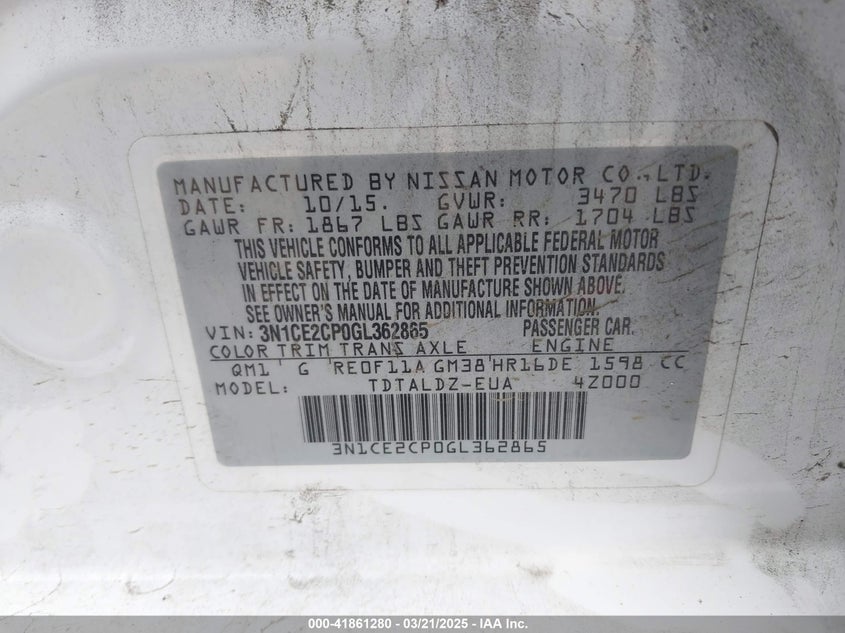 MANUFACTURED BY NISSAN MOTOR CO.,LTD.
DATE: 10/15. GVWR: 3470 LBS
GAWR FR: 1867 LBS GAWR RR: 1704 LBS
THIS VEHICLE CONFORMS TO ALL APPLICABLE FEDERAL MOTOR
VEHICLE SAFETY, BUMPER AND THEFT PREVENTION STANDARDS
IN EFFECT ON THE DATE OF MANUFACTURE SHOWN ABOVE.
SEE OWNER'S MANUAL FOR ADDITIONAL INFORMATION.
VIN: 3N1CE2CP0GL362865 PASSENGER CAR.
COLOR TRIM TRANS AXLE ENGINE
QM1 G RE0F11A GM38 HR16DE 1598 CC
MODEL: TDTALDZ-EUA 4Z000
3N1CE2CP0GL362865
000-41861280 - 03/21/2025 - IAA Inc.